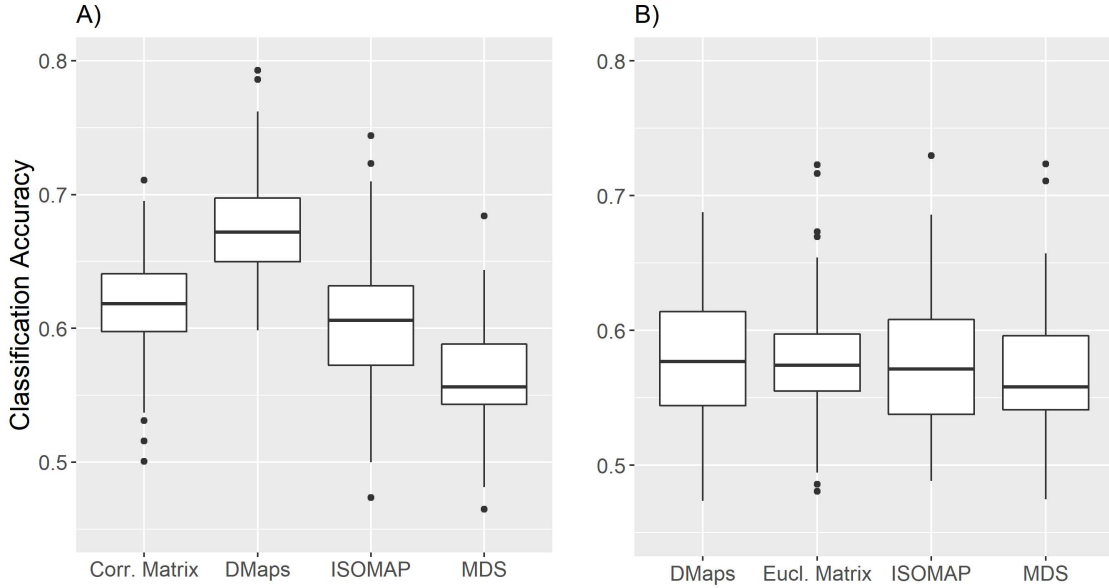 A)
B)
Classification Accuracy
0.8
0.7
0.6
0.5
Corr. Matrix DMaps ISOMAP MDS
0.8
0.7
0.6
0.5
DMaps Eucl. Matrix ISOMAP MDS